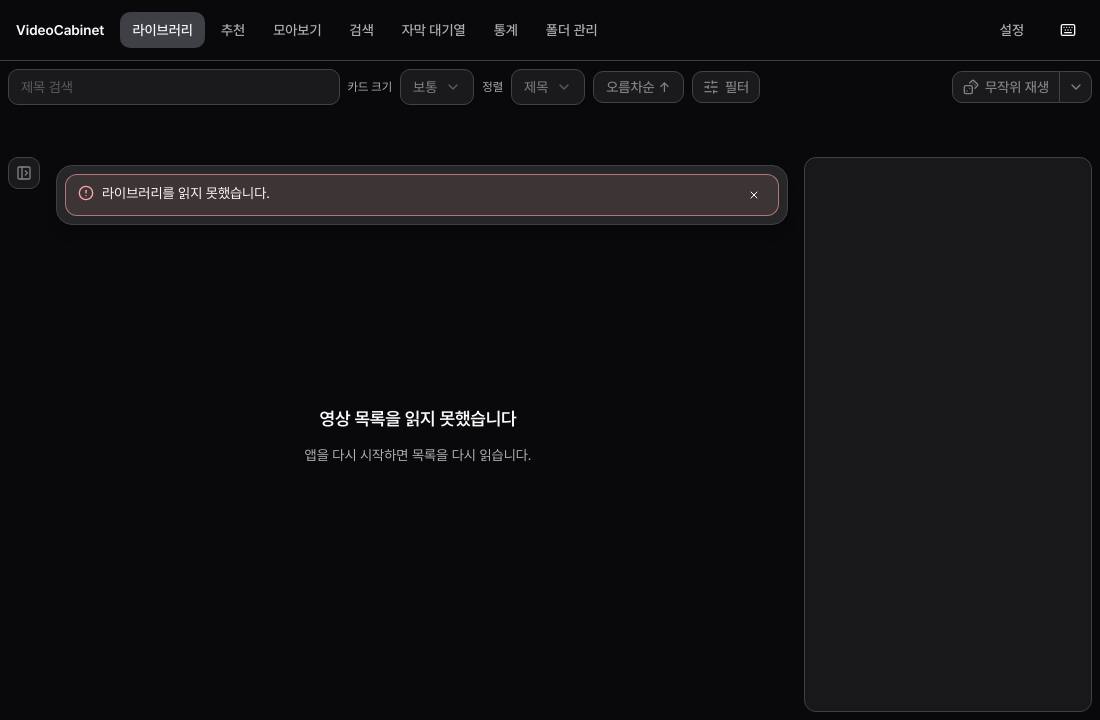 VideoCabinet 라이브러리 추천 모아보기 검색 자막 대기열 통계 폴더 관리 설정
제목 검색 카드 크기 보통 정렬 제목 오름차순 ↑ 필터 무작위 재생
라이브러리를 읽지 못했습니다.
영상 목록을 읽지 못했습니다
앱을 다시 시작하면 목록을 다시 읽습니다.